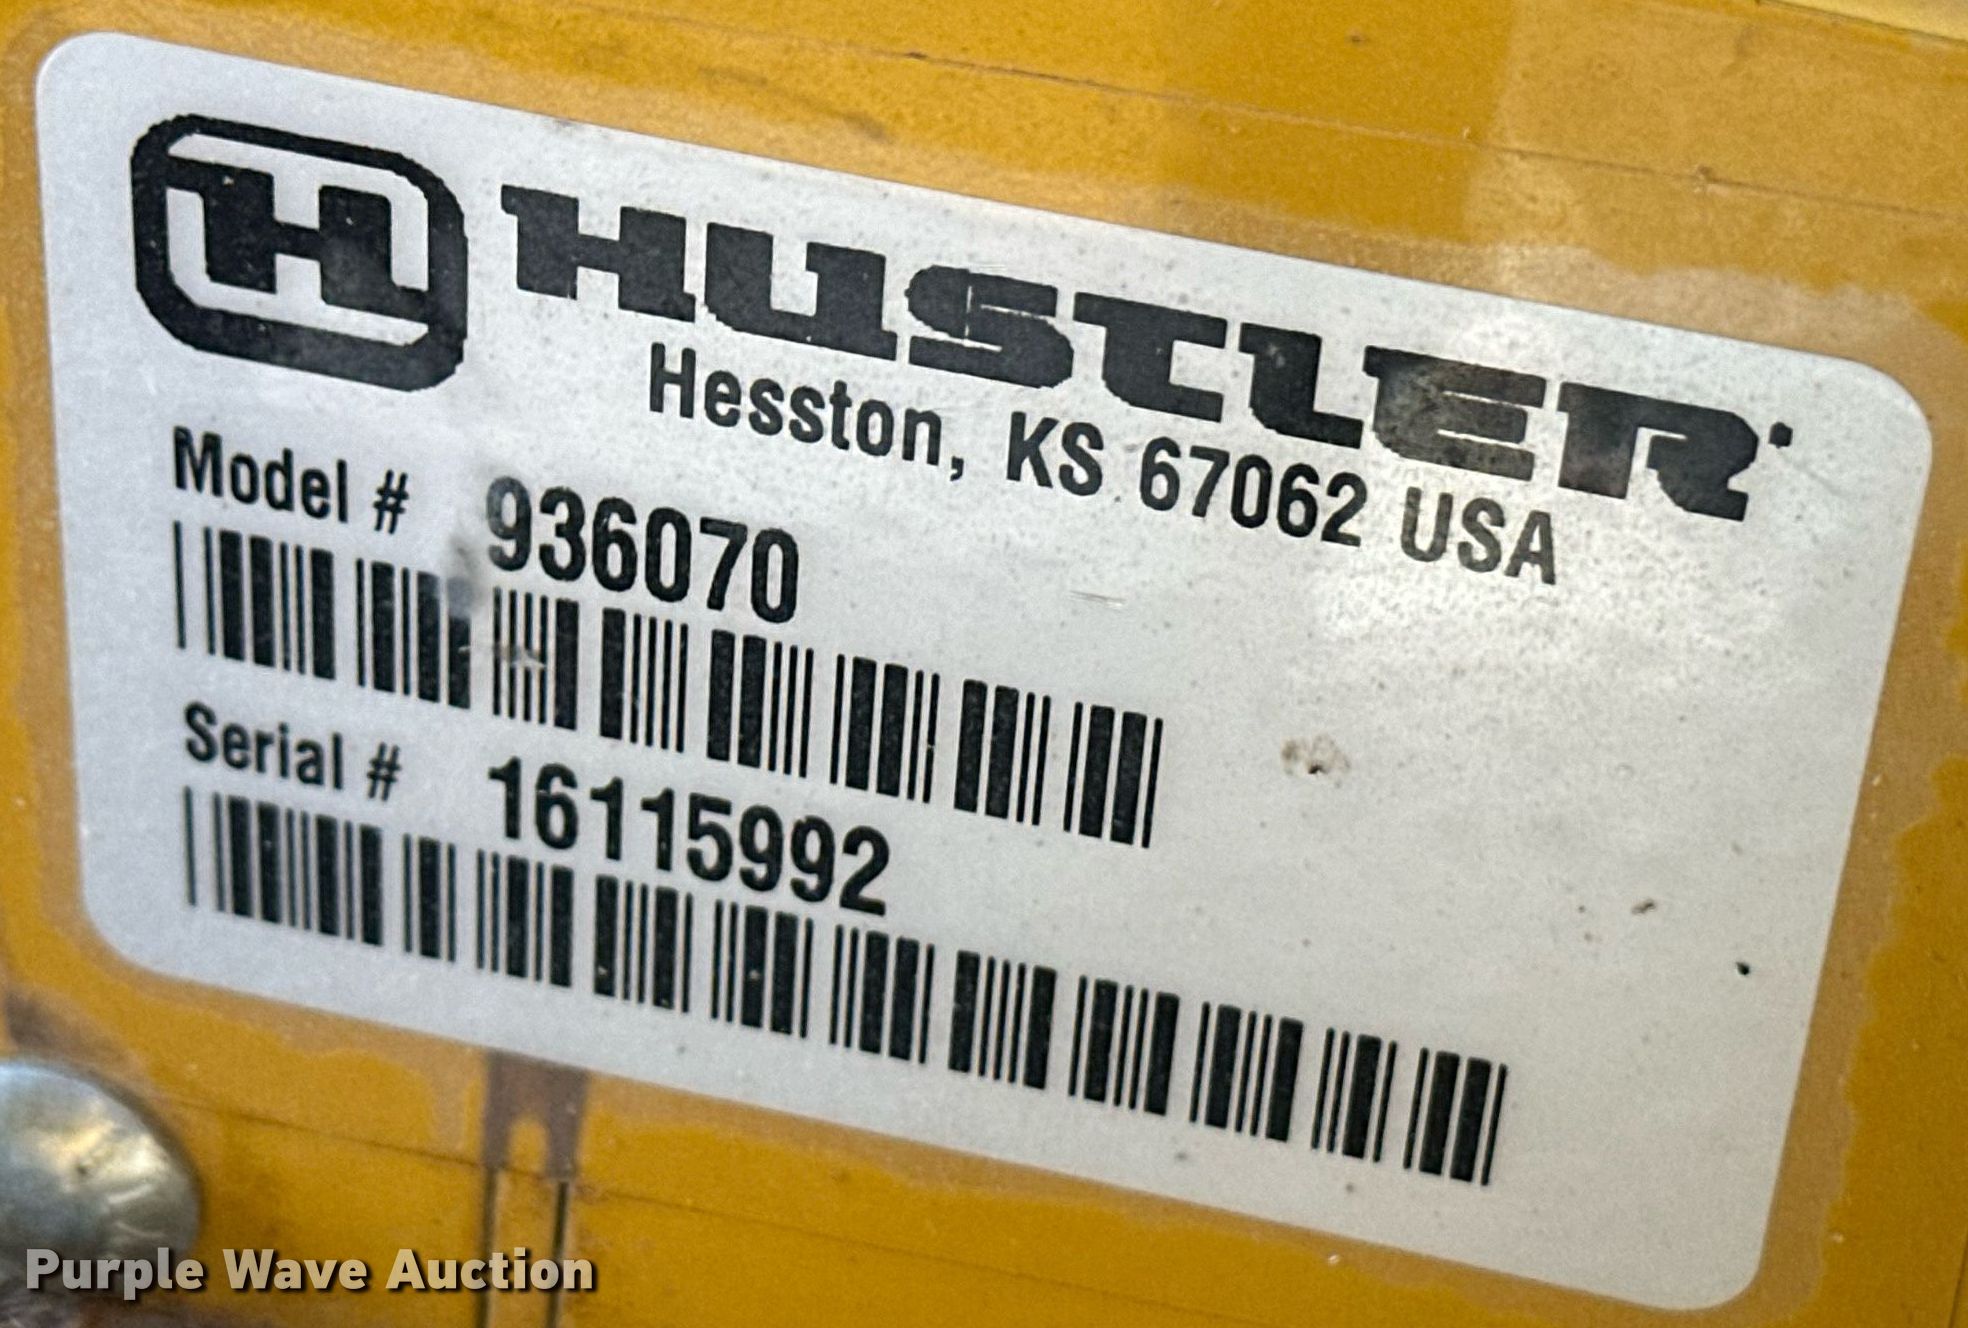 H HUSTLER
Hesston, KS 67062 USA
Model # 936070
Serial # 16115992
Purple Wave Auction